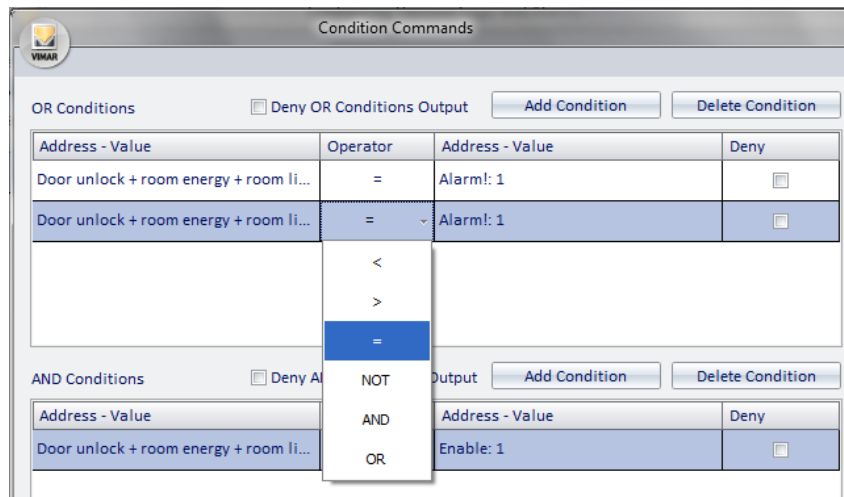 Condition Commands
VIMAR
OR Conditions Deny OR Conditions Output Add Condition Delete Condition
Address - Value Operator Address - Value Deny
Door unlock + room energy + room li... = Alarm!: 1
Door unlock + room energy + room li... = Alarm!: 1
<
>
=
AND Conditions Deny NOT Output Add Condition Delete Condition
Address - Value AND Address - Value Deny
Door unlock + room energy + room li... OR Enable: 1